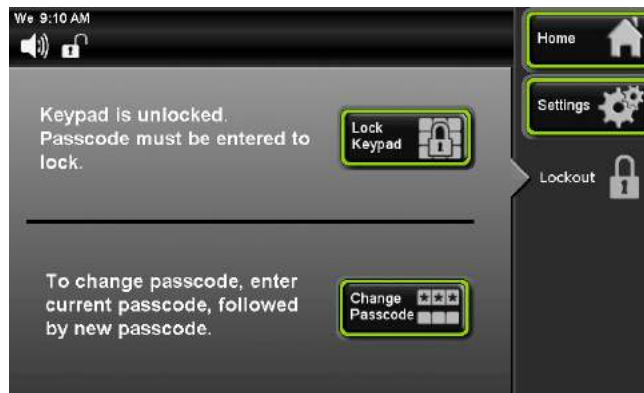 We 9:10 AM
Home
Keypad is unlocked.
Passcode must be entered to
lock.
Lock
Keypad
Settings
Lockout
To change passcode, enter
current passcode, followed
by new passcode.
Change
Passcode